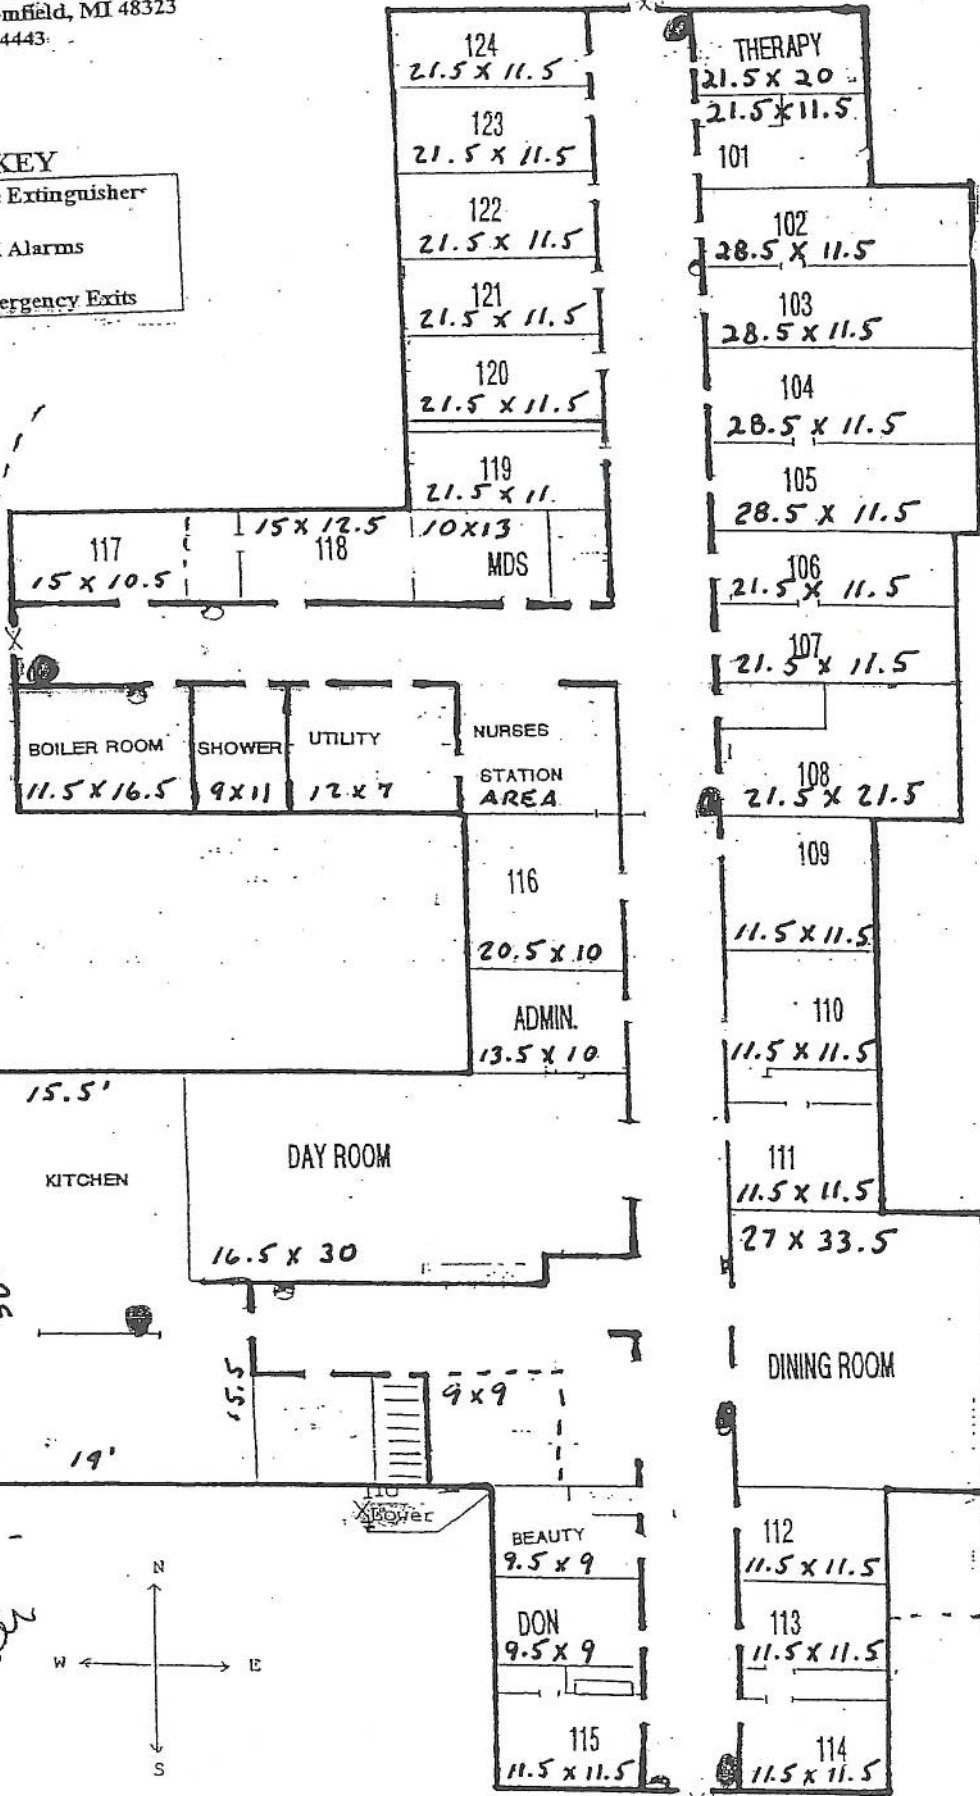 mfield, MI 48323
4443
KEY
Extinguisher
Alarms
ergency Exits
124
21.5 X 11.5
THERAPY
21.5 X 20
21.5 X 11.5
101
123
21.5 X 11.5
122
21.5 X 11.5
102
28.5 X 11.5
121
21.5 X 11.5
103
28.5 X 11.5
120
21.5 X 11.5
104
28.5 X 11.5
119
21.5 X 11
105
28.5 X 11.5
117
15 X 10.5
15 X 12.5
118
10X13
MDS
106
21.5 X 11.5
X
107
21.5 X 11.5
BOILER ROOM
11.5 X 16.5
SHOWER
9X11
UTILITY
12 X 7
NURSES
STATION
AREA
108
21.5 X 21.5
116
20.5 X 10
109
11.5 X 11.5
ADMIN.
13.5 X 10
110
11.5 X 11.5
15.5'
KITCHEN
DAY ROOM
16.5 X 30
111
11.5 X 11.5
27 X 33.5
DINING ROOM
15.5
9 X 9
19'
BEAUTY
9.5 X 9
112
11.5 X 11.5
DON
9.5 X 9
113
11.5 X 11.5
115
11.5 X 11.5
114
11.5 X 11.5
N
W E
S